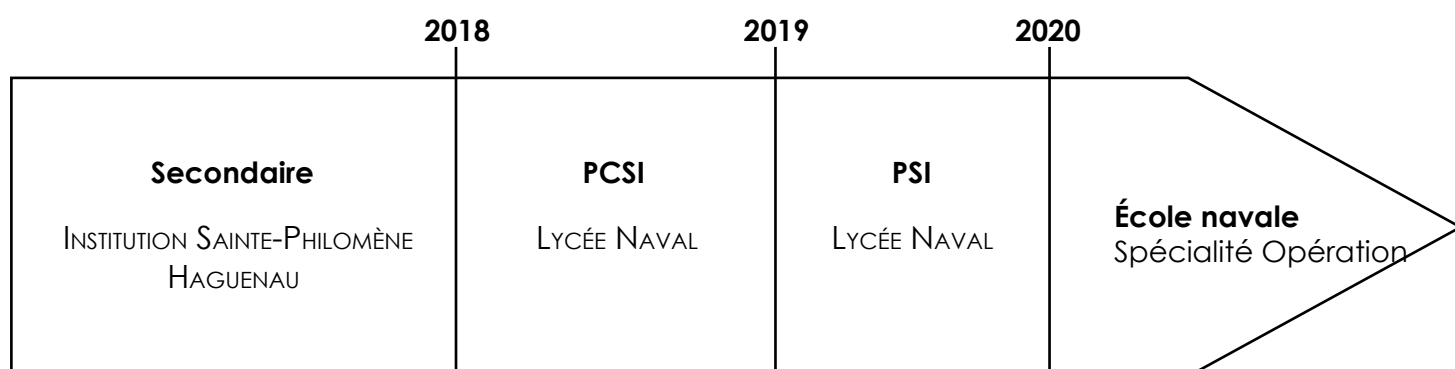 2018
2019
2020
Secondaire
INSTITUTION SAINTE-PHILOMÈNE
HAGUENAU
PCSI
LYCÉE NAVAL
PSI
LYCÉE NAVAL
École navale
Spécialité Opération